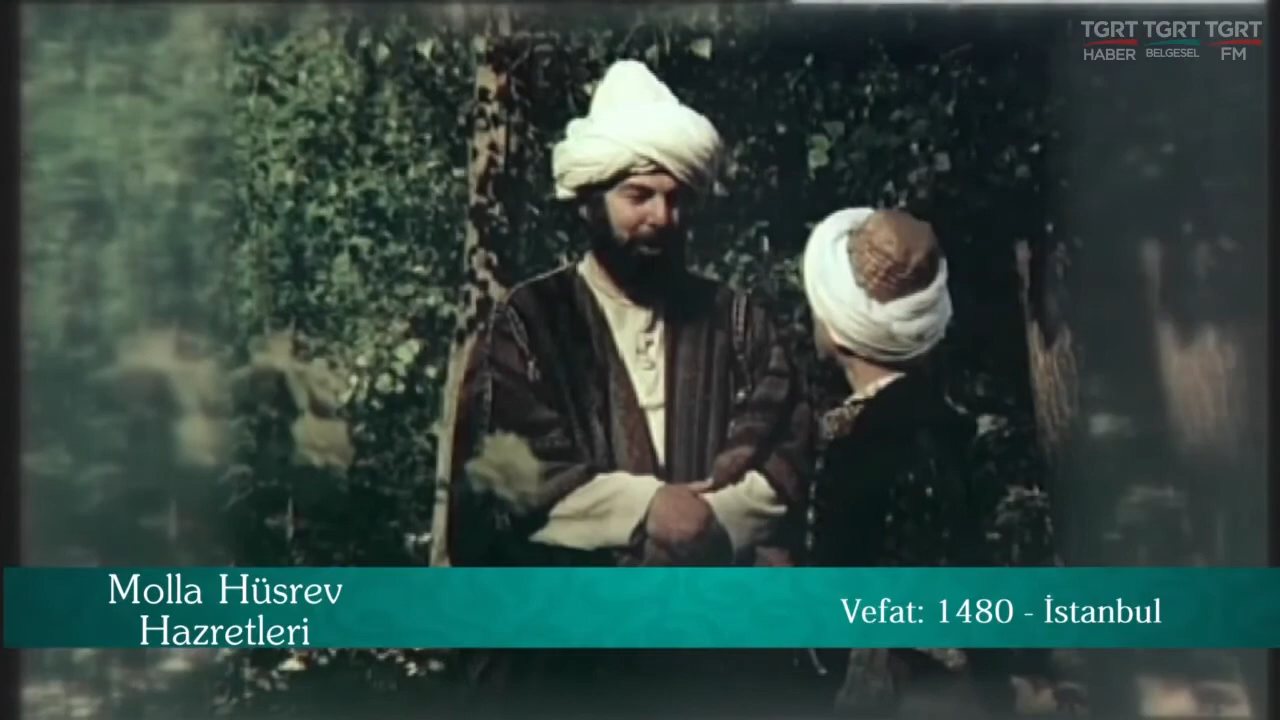 TGRT TGRT TGRT
HABER BELGESEL FM
Molla Hüsrev
Hazretleri
Vefat: 1480 - İstanbul